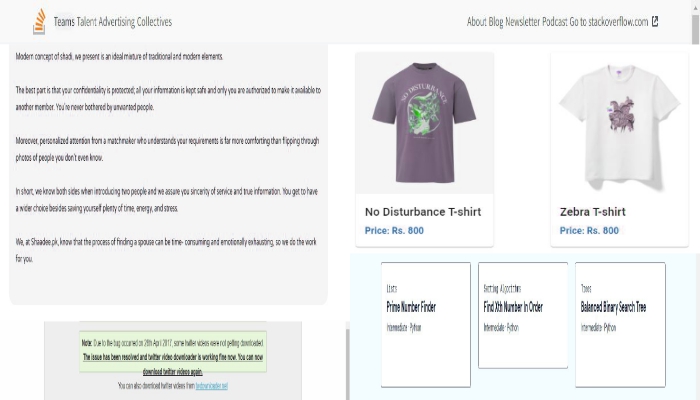 Teams Talent Advertising Collectives
About Blog Newsletter Podcast Go to stackoverflow.com
Modern concept of shadi, we present is an ideal mixture of traditional and modern elements.
The best part is that your confidentiality is protected; all your information is kept safe and only you are authorized to make it available to
another member. You're never bothered by unwanted people.
Moreover, personalized attention from a matchmaker who understands your requirements is far more comforting than flipping through
photos of people you don't even know.
In short, we know both sides when introducing two people and we assure you sincerity of service and true information. You get to have
a wider choice besides saving yourself plenty of time, energy, and stress.
We, at Shaadee.pk, know that the process of finding a spouse can be time- consuming and emotionally exhausting, so we do the work
for you.
NO DISTURBANCE
No Disturbance T-shirt
Price: Rs. 800
Zebra T-shirt
Price: Rs. 800
Lists
Prime Number Finder
Intermediate Python
Sorting Algorithms
Find Xth Number In Order
Intermediate Python
Trees
Balanced Binary Search Tree
Intermediate Python
Note: Due to the bug occurred on 26th April 2017, some twitter videos were not getting downloaded.
The issue has been resolved and twitter video downloader is working fine now. You can now
download twitter videos again.
You can also download twitter videos from